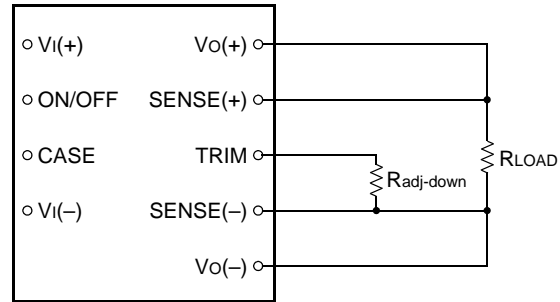 VI(+) VO(+)
ON/OFF SENSE(+)
CASE TRIM
RLOAD
Radj-down
VI(–) SENSE(–)
VO(–)